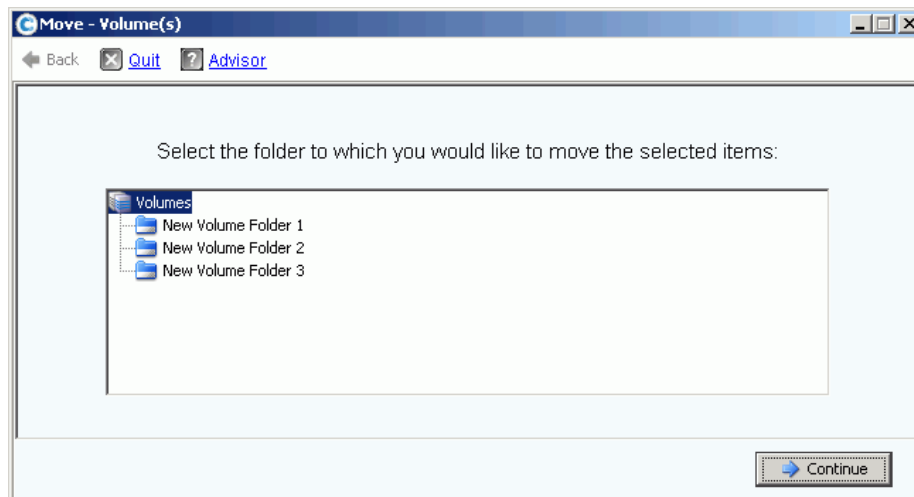 Move - Volume(s)
Back Quit Advisor
Select the folder to which you would like to move the selected items:
Volumes
New Volume Folder 1
New Volume Folder 2
New Volume Folder 3
Continue